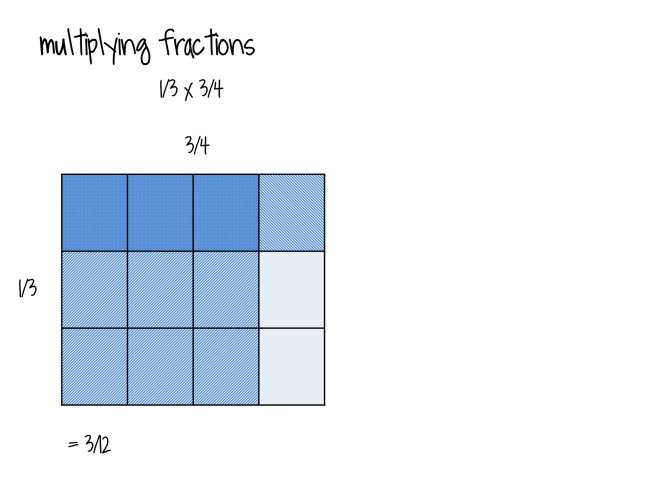 multiplying fractions
1/3 x 3/4
3/4
1/3
= 3/12